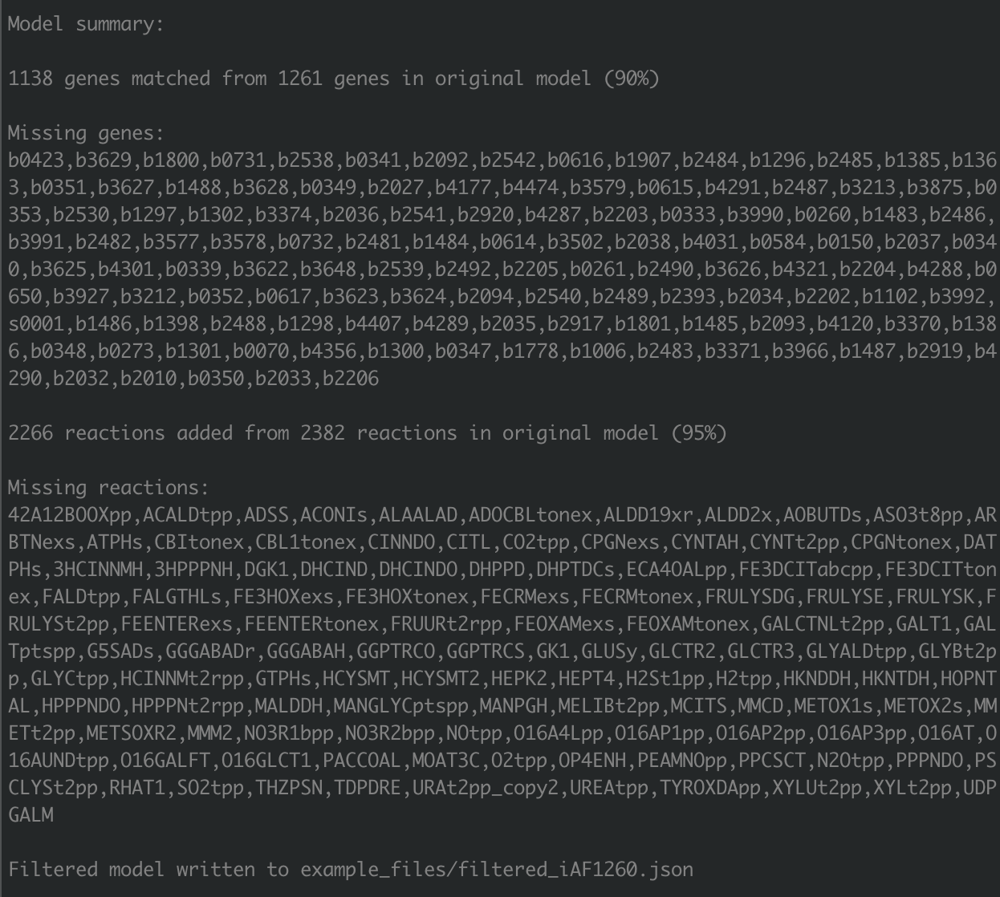 Model summary:
1138 genes matched from 1261 genes in original model (90%)
Missing genes:
b0423,b3629,b1800,b0731,b2538,b0341,b2092,b2542,b0616,b1907,b2484,b1296,b2485,b1385,b136
3,b0351,b3627,b1488,b3628,b0349,b2027,b4177,b4474,b3579,b0615,b4291,b2487,b3213,b3875,b0
353,b2530,b1297,b1302,b3374,b2036,b2541,b2920,b4287,b2203,b0333,b3990,b0260,b1483,b2486,
b3991,b2482,b3577,b3578,b0732,b2481,b1484,b0614,b3502,b2038,b4031,b0584,b0150,b2037,b034
0,b3625,b4301,b0339,b3622,b3648,b2539,b2492,b2205,b0261,b2490,b3626,b4321,b2204,b4288,b0
650,b3927,b3212,b0352,b0617,b3623,b3624,b2094,b2540,b2489,b2393,b2034,b2202,b1102,b3992,
s0001,b1486,b1398,b2488,b1298,b4407,b4289,b2035,b2917,b1801,b1485,b2093,b4120,b3370,b138
6,b0348,b0273,b1301,b0070,b4356,b1300,b0347,b1778,b1006,b2483,b3371,b3966,b1487,b2919,b4
290,b2032,b2010,b0350,b2033,b2206
2266 reactions added from 2382 reactions in original model (95%)
Missing reactions:
42A12BOOXpp,ACALDtpp,ADSS,ACONIs,ALAALAD,ADOCBLtonex,ALDD19xr,ALDD2x,AOBUTDs,ASO3t8pp,AR
BTNexs,ATPHs,CBItonex,CBL1tonex,CINNDO,CITL,CO2tpp,CPGNexs,CYNTAH,CYNTt2pp,CPGNtonex,DAT
PHs,3HCINNMH,3HPPPNH,DGK1,DHCIND,DHCINDO,DHPPD,DHPTDCs,ECA4OALpp,FE3DCITabcpp,FE3DCITton
ex,FALDtpp,FALGTHLs,FE3HOXexs,FE3HOXtonex,FECRMexs,FECRMtonex,FRULYSDG,FRULYSE,FRULYSK,F
RULYSt2pp,FEENTERexs,FEENTERtonex,FRUURt2rpp,FEOXAMexs,FEOXAMtonex,GALCTNLt2pp,GALT1,GAL
Tptspp,G5SADs,GGGABADr,GGGABAH,GGPTRCO,GGPTRCS,GK1,GLUSy,GLCTR2,GLCTR3,GLYALDtpp,GLYBt2p
p,GLYCtpp,HCINNMt2rpp,GTPHs,HCYSMT,HCYSMT2,HEPK2,HEPT4,H2St1pp,H2tpp,HKNDDH,HKNTDH,HOPNT
AL,HPPPNDO,HPPPNt2rpp,MALDDH,MANGLYCptspp,MANPGH,MELIBt2pp,MCITS,MMCD,METOX1s,METOX2s,MM
ETt2pp,METSOXR2,MMM2,NO3R1bpp,NO3R2bpp,NOtpp,O16A4Lpp,O16AP1pp,O16AP2pp,O16AP3pp,O16AT,O
16AUNDtpp,O16GALFT,O16GLCT1,PACCOAL,MOAT3C,O2tpp,OP4ENH,PEAMNOpp,PPCSCT,N2Otpp,PPPNDO,PS
CLYSt2pp,RHAT1,SO2tpp,THZPSN,TDPDRE,URAt2pp_copy2,UREAtpp,TYROXDApp,XYLUt2pp,XYLt2pp,UDP
GALM
Filtered model written to example_files/filtered_iAF1260.json